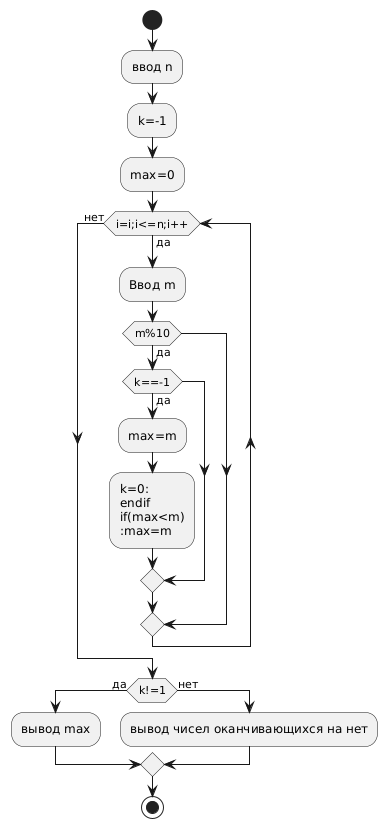 ввод n
k=-1
max=0
нет
i=i;i<=n;i++
да
Ввод m
m%10
да
k==-1
да
max=m
k=0:
endif
if(max<m)
:max=m
да
k!=1
нет
вывод max
вывод чисел оканчивающихся на нет